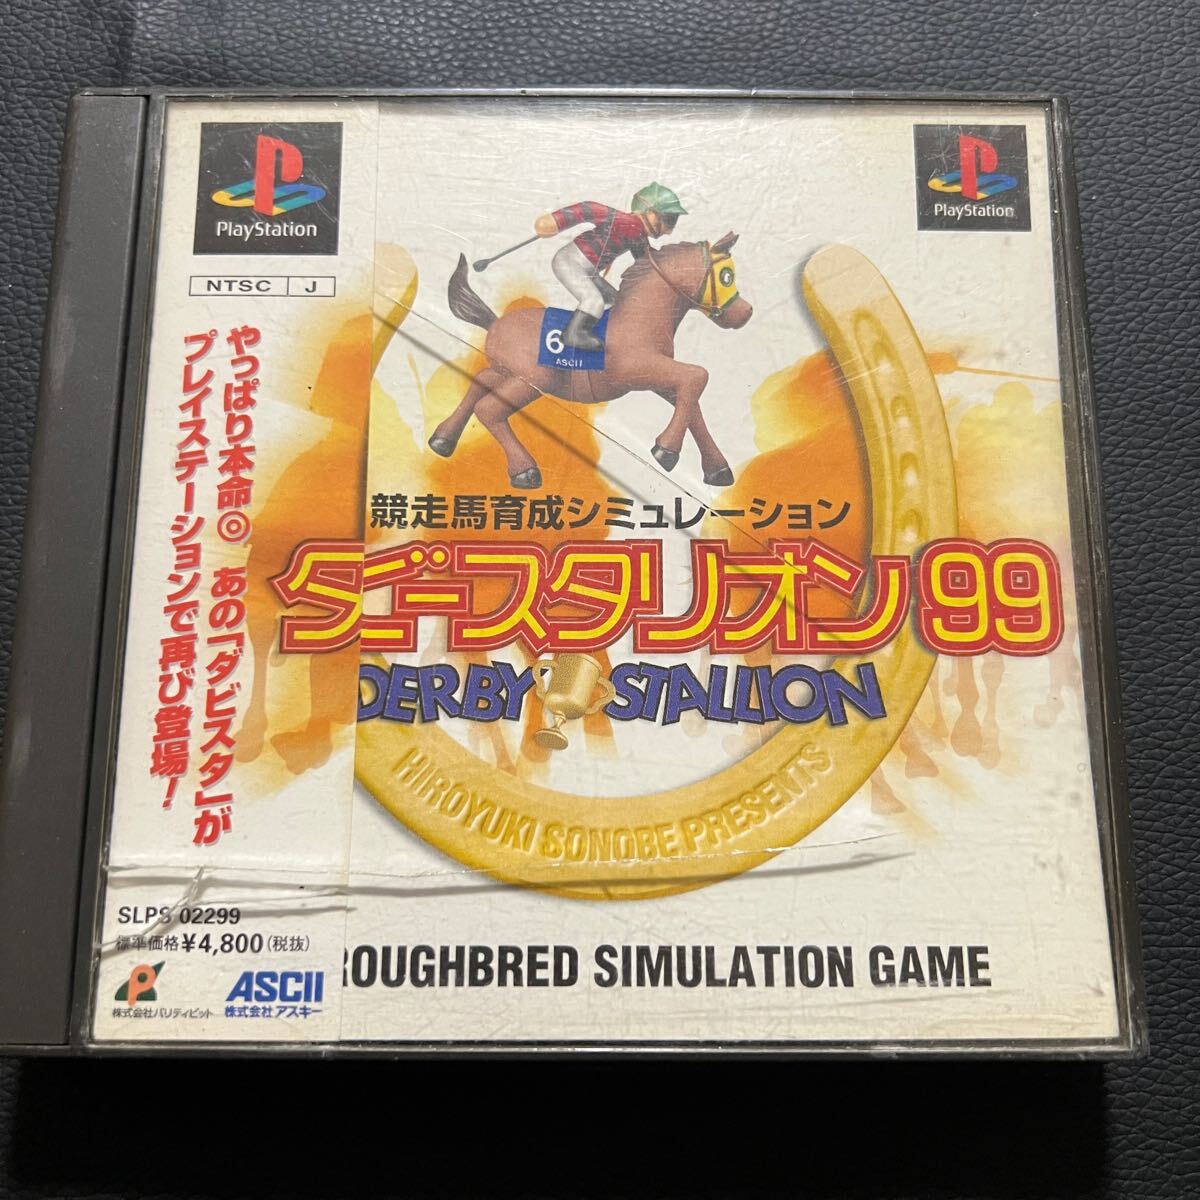 PlayStation
NTSC J
やっぱり本命◎ あの「ダビスタ」が
プレイステーションで再び登場!
SLPS 02299
標準価格¥4,800(税抜)
株式会社パリティビット
ASCII
株式会社アスキー
PlayStation
6
ASCII
競走馬育成シミュレーション
ダービースタリオン99
DERBY STALLION
HIROYUKI SONOBE PRESENTS
ROUGHBRED SIMULATION GAME